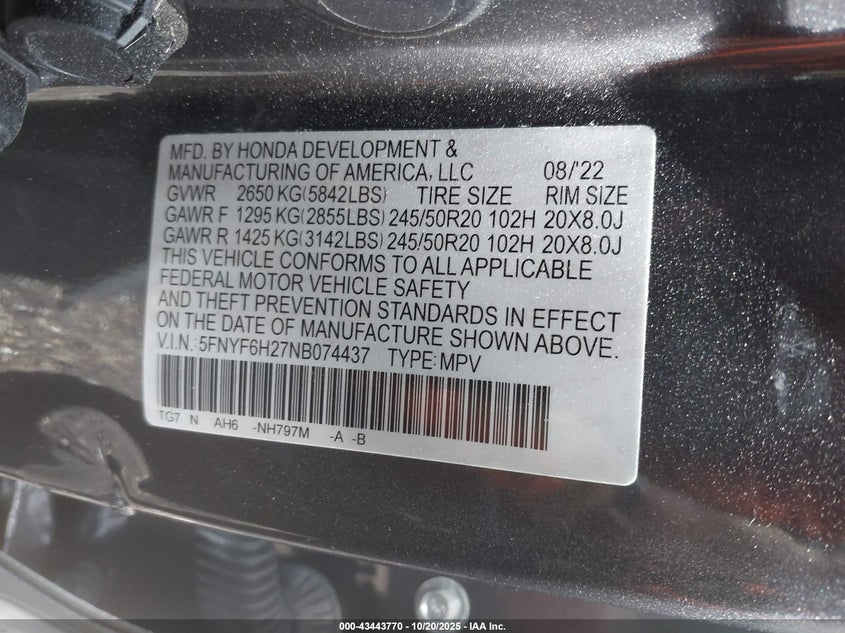 MFD. BY HONDA DEVELOPMENT &
MANUFACTURING OF AMERICA, LLC 08/'22
GVWR 2650 KG(5842LBS) TIRE SIZE RIM SIZE
GAWR F 1295 KG(2855LBS) 245/50R20 102H 20X8.0J
GAWR R 1425 KG(3142LBS) 245/50R20 102H 20X8.0J
THIS VEHICLE CONFORMS TO ALL APPLICABLE
FEDERAL MOTOR VEHICLE SAFETY
AND THEFT PREVENTION STANDARDS IN EFFECT
ON THE DATE OF MANUFACTURE SHOWN ABOVE.
V.I.N.:5FNYF6H27NB074437 TYPE:MPV
TG7 N AH6 -NH797M -A -B
000-43443770 - 10/20/2025 - IAA Inc.